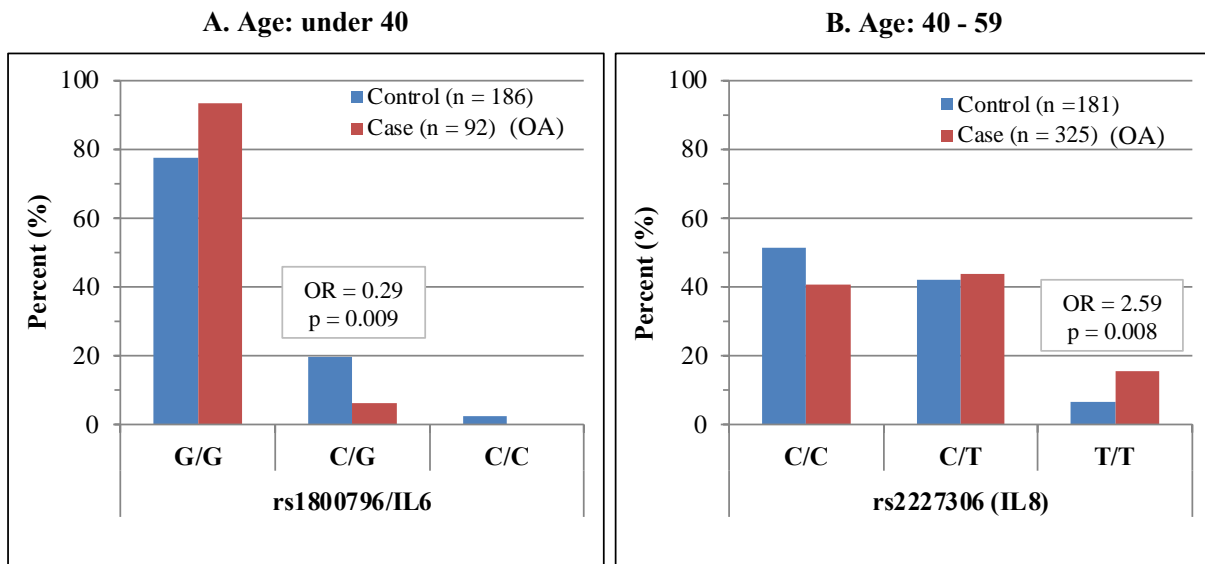 A. Age: under 40
100
80
60
40
20
0
Percent (%)
Control (n = 186)
Case (n = 92) (OA)
OR = 0.29
p = 0.009
G/G C/G C/C
rs1800796/IL6
B. Age: 40 - 59
100
80
60
40
20
0
Percent (%)
Control (n =181)
Case (n = 325) (OA)
OR = 2.59
p = 0.008
C/C C/T T/T
rs2227306 (IL8)